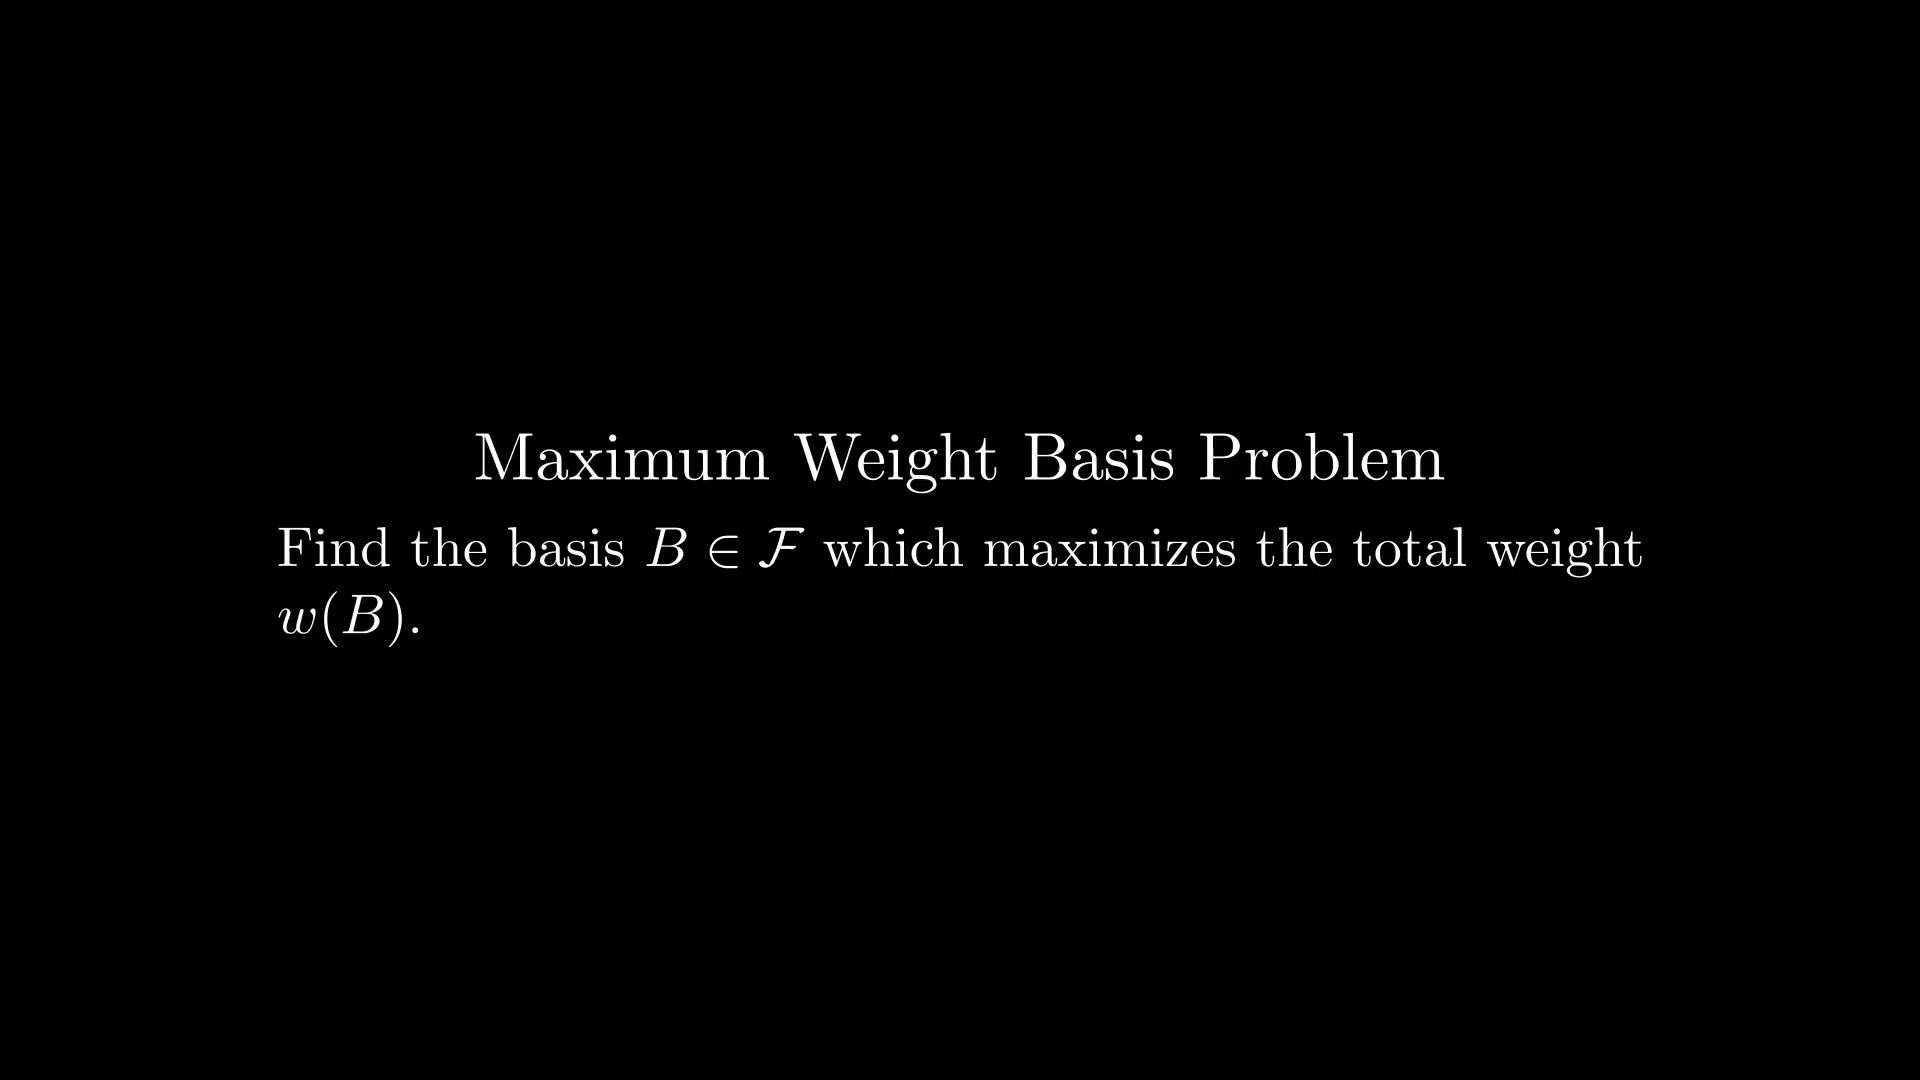 Maximum Weight Basis Problem
Find the basis B ∈ ℱ which maximizes the total weight
w(B).